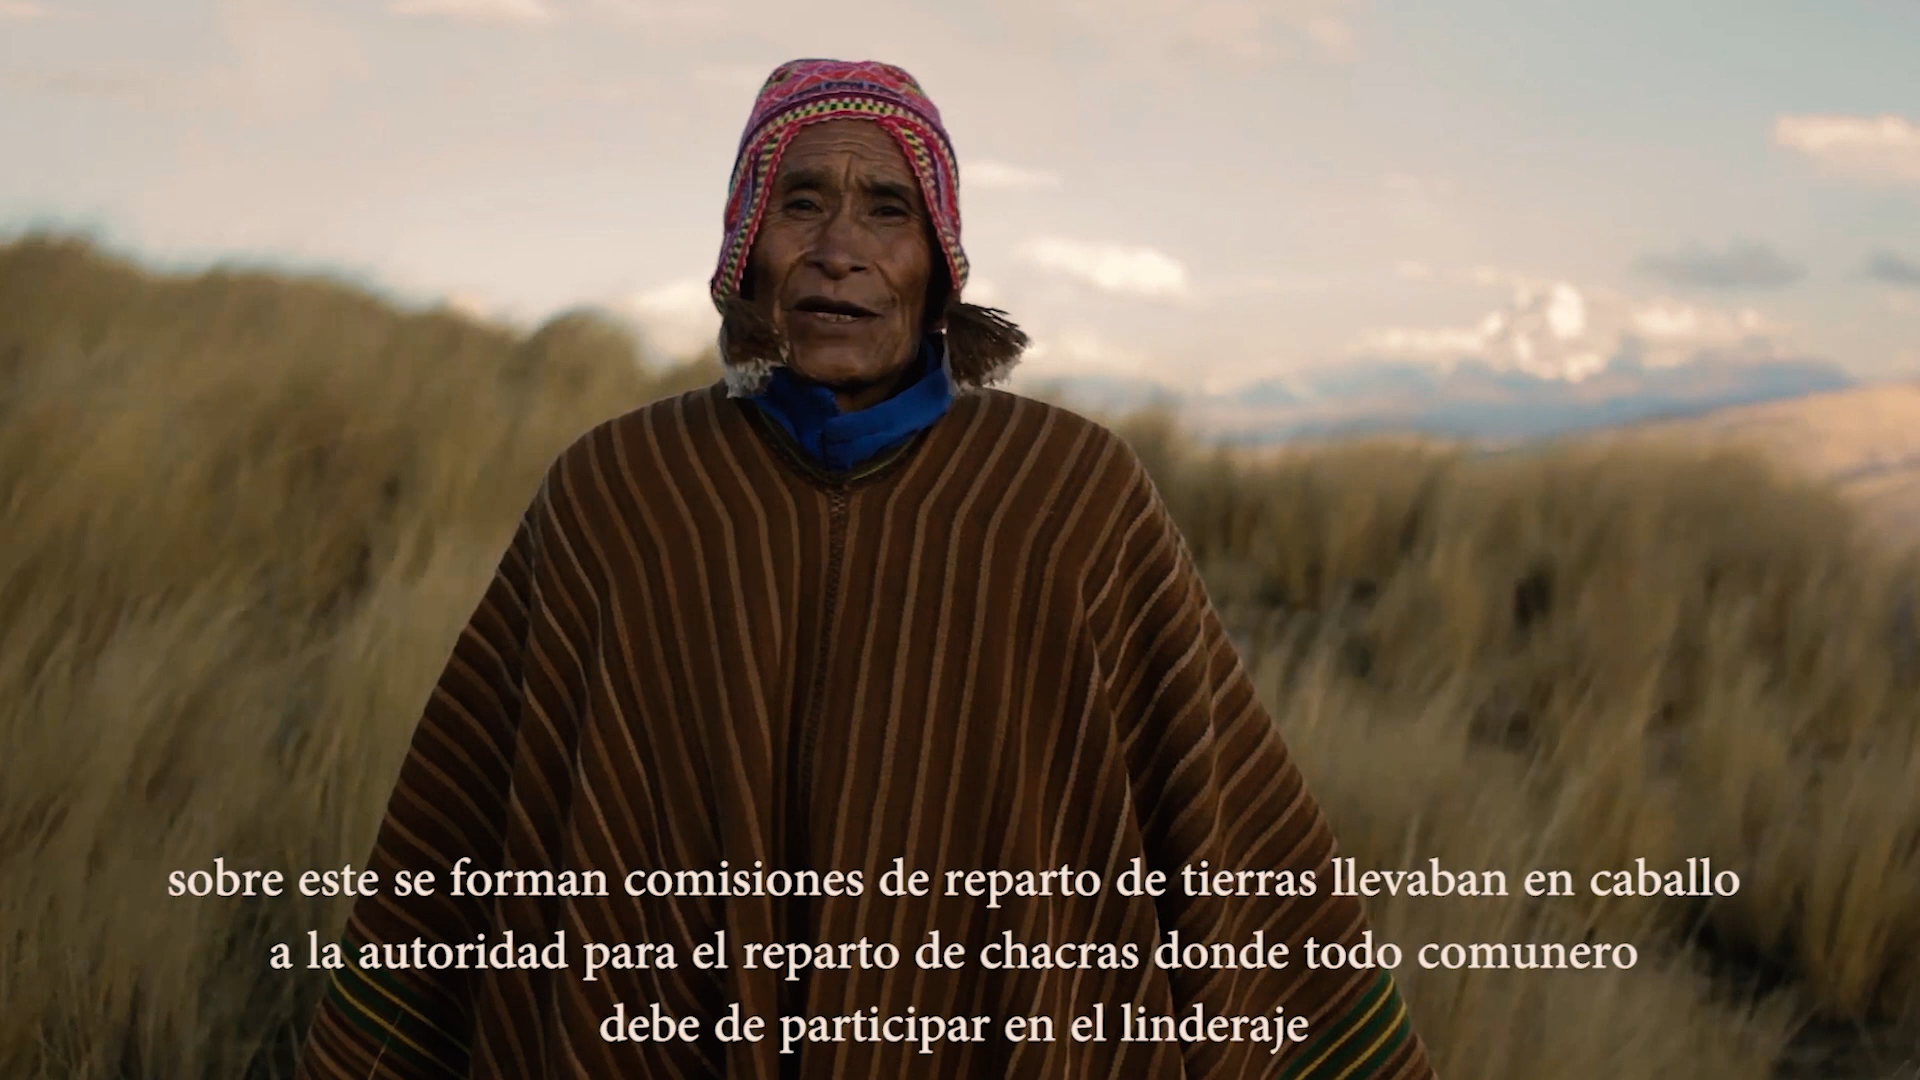 sobre este se forman comisiones de reparto de tierras llevaban en caballo
a la autoridad para el reparto de chacras donde todo comunero
debe de participar en el linderaje